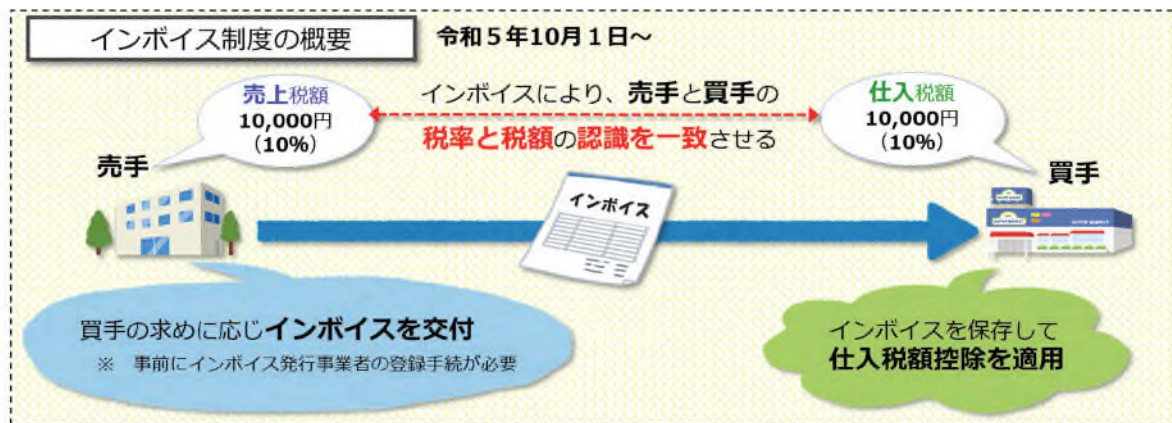 インボイス制度の概要
令和５年10月１日～
売上税額
10,000円
（10%）
インボイスにより、売手と買手の
税率と税額の認識を一致させる
仕入税額
10,000円
（10%）
売手
買手
インボイス
買手の求めに応じインボイスを交付
※　事前にインボイス発行事業者の登録手続が必要
インボイスを保存して
仕入税額控除を適用